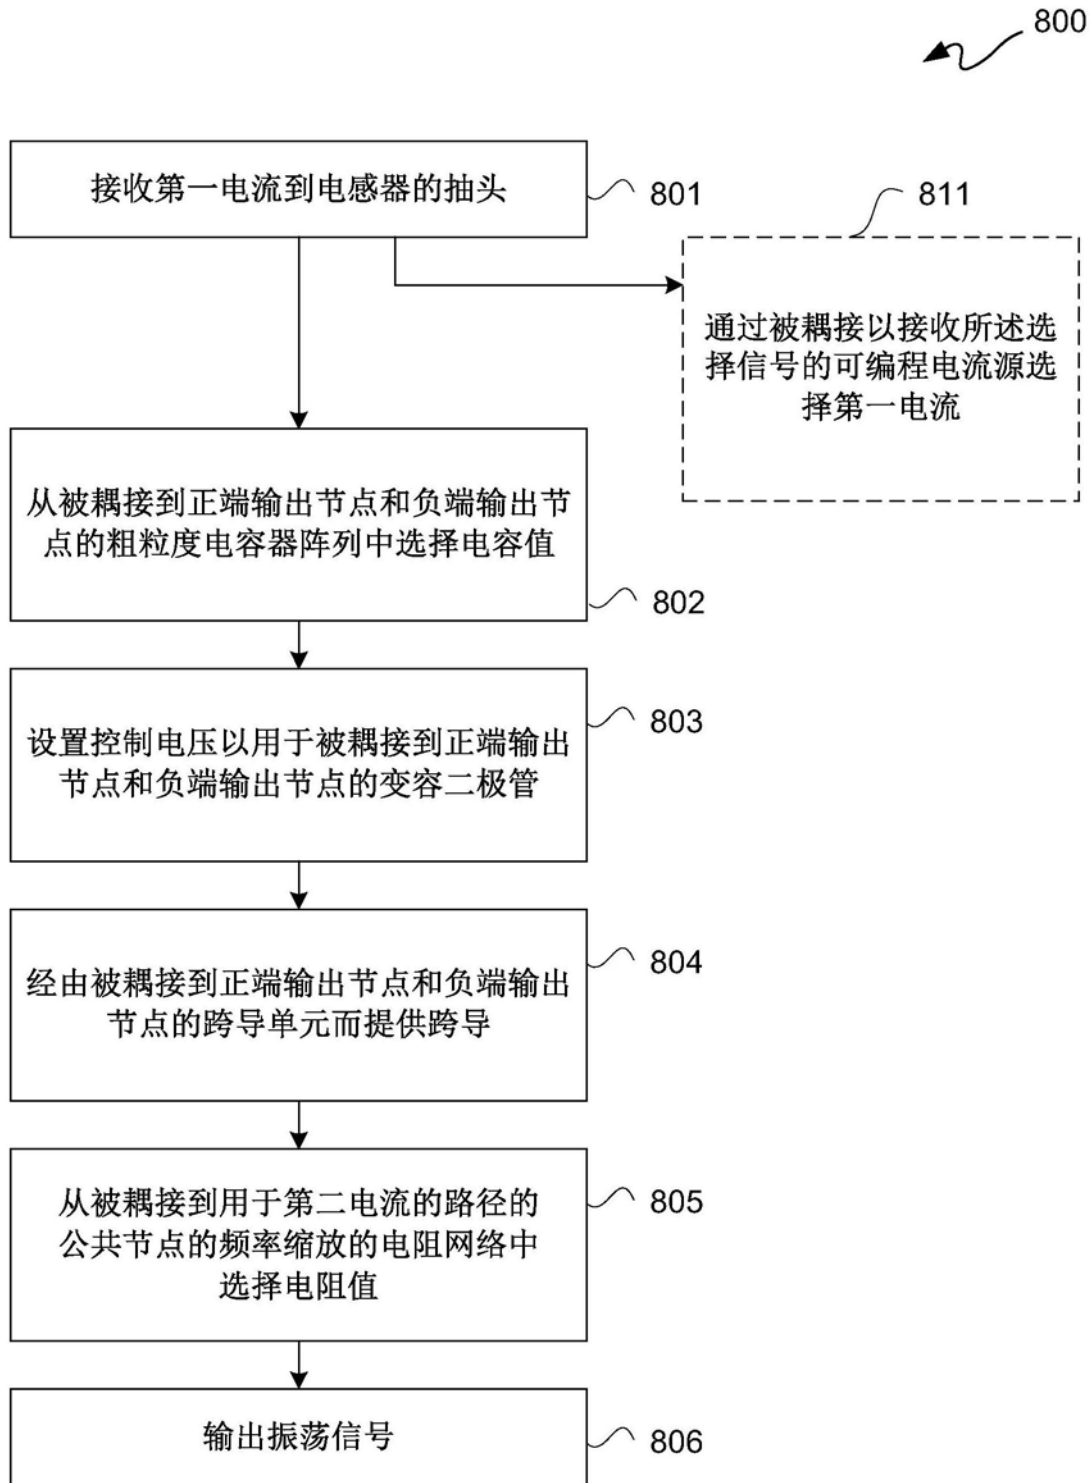 800
接收第一电流到电感器的抽头
801
811
通过被耦接以接收所述选
择信号的可编程电流源选
择第一电流
从被耦接到正端输出节点和负端输出节
点的粗粒度电容器阵列中选择电容值
802
设置控制电压以用于被耦接到正端输出
节点和负端输出节点的变容二极管
803
经由被耦接到正端输出节点和负端输出
节点的跨导单元而提供跨导
804
从被耦接到用于第二电流的路径的
公共节点的频率缩放的电阻网络中
选择电阻值
805
输出振荡信号
806